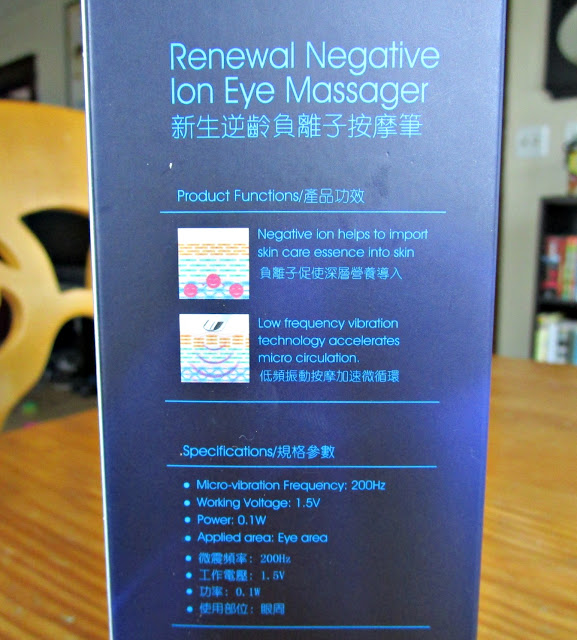 Renewal Negative
Ion Eye Massager
新生逆齡負離子按摩筆
Product Functions/產品功效
Negative ion helps to import
skin care essence into skin
負離子促使深層營養導入
Low frequency vibration
technology accelerates
micro circulation.
低頻振動按摩加速微循環
Specifications/規格參數
• Micro-vibration Frequency: 200Hz
• Working Voltage: 1.5V
• Power: 0.1W
• Applied area: Eye area
• 微震頻率: 200Hz
• 工作電壓: 1.5V
• 功率: 0.1W
• 使用部位: 眼周